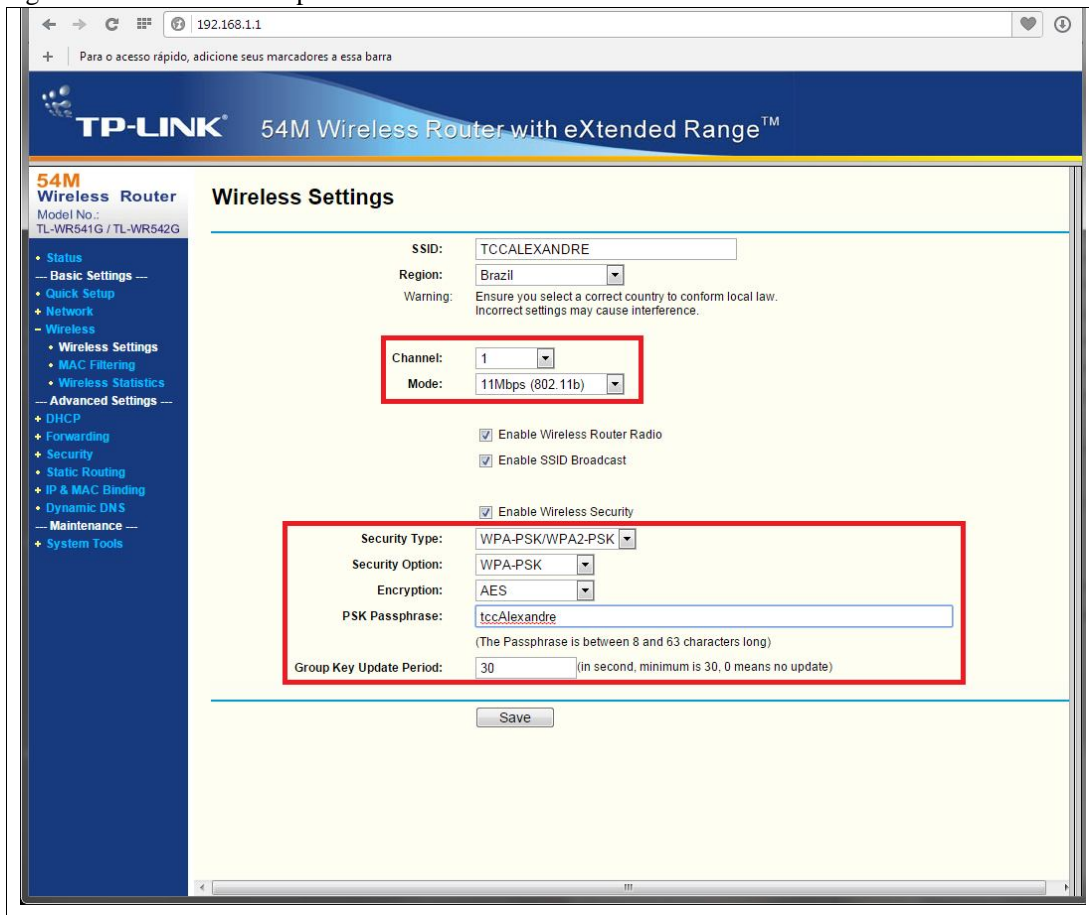 192.168.1.1
+ Para o acesso rápido, adicione seus marcadores a essa barra
TP-LINK® 54M Wireless Router with eXtended Range™
54M
Wireless Router
Model No.:
TL-WR541G / TL-WR542G
• Status
--- Basic Settings ---
• Quick Setup
+ Network
− Wireless
• Wireless Settings
• MAC Filtering
• Wireless Statistics
--- Advanced Settings ---
+ DHCP
+ Forwarding
+ Security
• Static Routing
+ IP & MAC Binding
• Dynamic DNS
--- Maintenance ---
+ System Tools
Wireless Settings
SSID: TCCALEXANDRE
Region: Brazil
Warning: Ensure you select a correct country to conform local law.
Incorrect settings may cause interference.
Channel: 1
Mode: 11Mbps (802.11b)
Enable Wireless Router Radio
Enable SSID Broadcast
Enable Wireless Security
Security Type: WPA-PSK/WPA2-PSK
Security Option: WPA-PSK
Encryption: AES
PSK Passphrase: tccAlexandre
(The Passphrase is between 8 and 63 characters long)
Group Key Update Period: 30 (in second, minimum is 30, 0 means no update)
Save